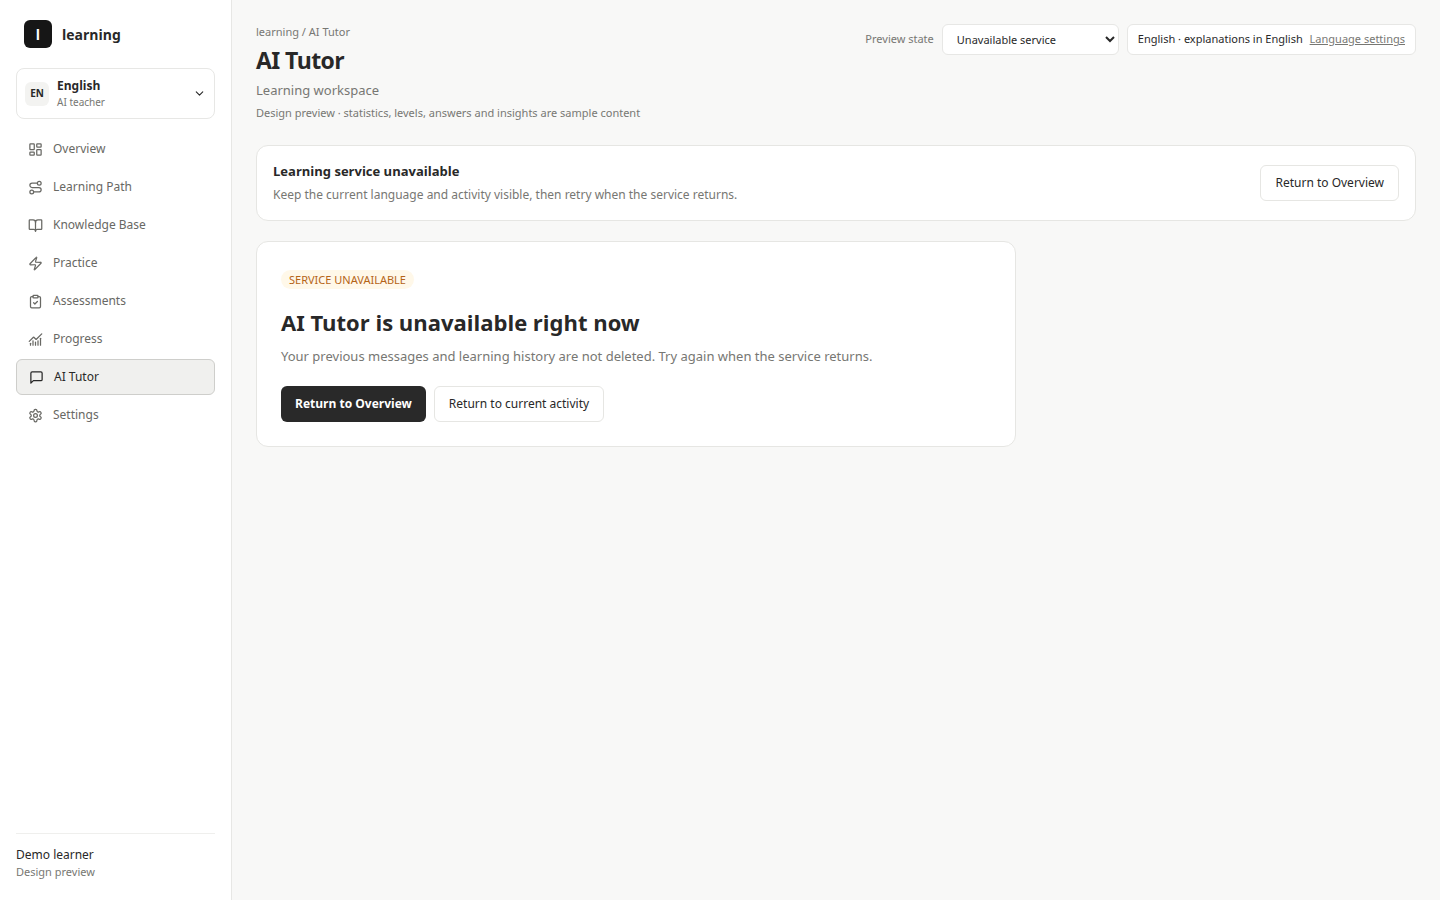 l learning
EN English
AI teacher
Overview
Learning Path
Knowledge Base
Practice
Assessments
Progress
AI Tutor
Settings
Demo learner
Design preview
learning / AI Tutor
AI Tutor
Learning workspace
Design preview · statistics, levels, answers and insights are sample content
Preview state Unavailable service English · explanations in English Language settings
Learning service unavailable
Keep the current language and activity visible, then retry when the service returns.
Return to Overview
SERVICE UNAVAILABLE
AI Tutor is unavailable right now
Your previous messages and learning history are not deleted. Try again when the service returns.
Return to Overview Return to current activity